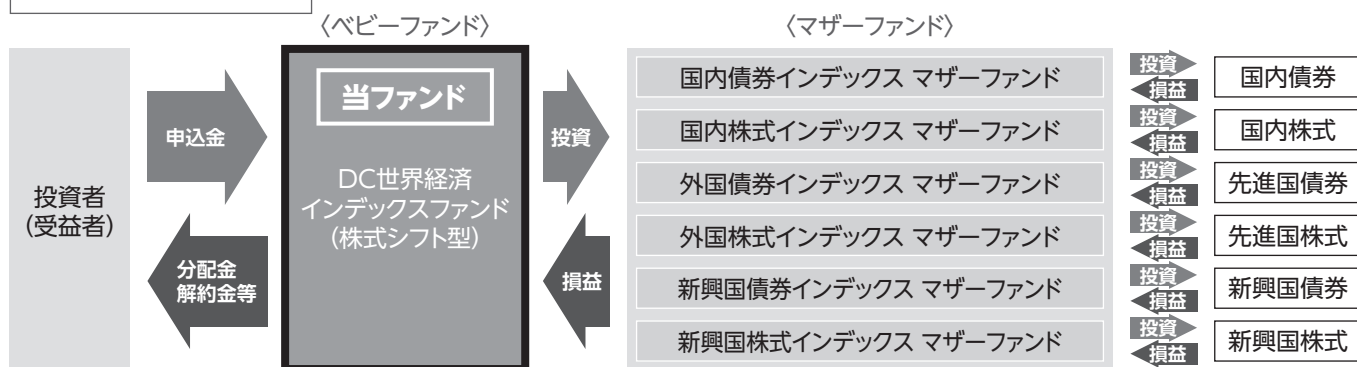 〈ベビーファンド〉
〈マザーファンド〉
投資者
(受益者)
申込金
分配金
解約金等
当ファンド
DC世界経済
インデックスファンド
(株式シフト型)
投資
損益
国内債券インデックス マザーファンド
投資
損益
国内債券
国内株式インデックス マザーファンド
投資
損益
国内株式
外国債券インデックス マザーファンド
投資
損益
先進国債券
外国株式インデックス マザーファンド
投資
損益
先進国株式
新興国債券インデックス マザーファンド
投資
損益
新興国債券
新興国株式インデックス マザーファンド
投資
損益
新興国株式